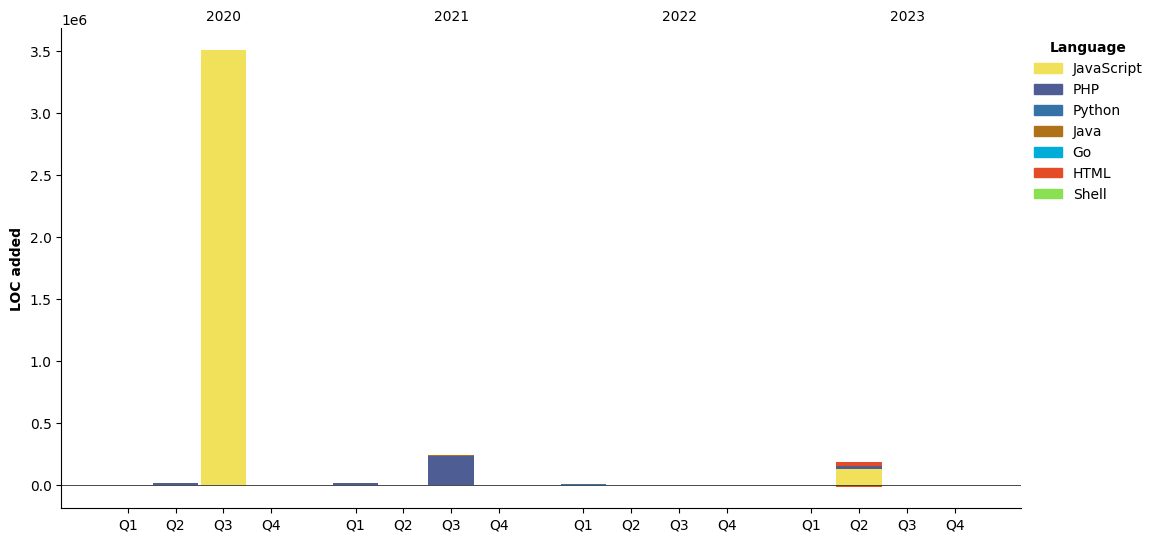 2020 2021 2022 2023
1e6
Language
JavaScript
PHP
Python
Java
Go
HTML
Shell
LOC added
3.5
3.0
2.5
2.0
1.5
1.0
0.5
0.0
Q1 Q2 Q3 Q4 Q1 Q2 Q3 Q4 Q1 Q2 Q3 Q4 Q1 Q2 Q3 Q4